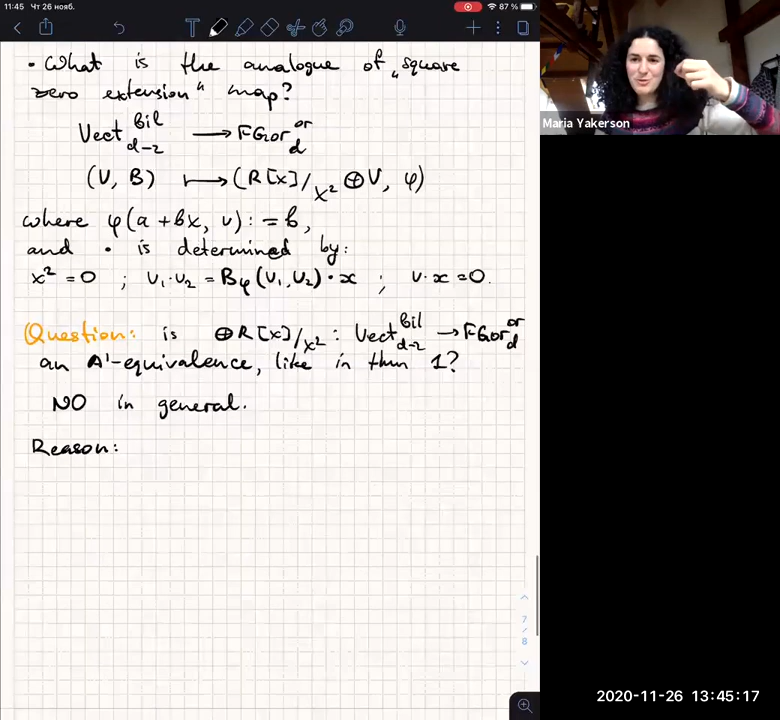 11:45 Чт 26 нояб.
87 %
• What is the analogue of „square
zero extension" map?
Vect^{bil}_{d-2} → FGor^{or}_d
(V, B) ↦ (R[x]/x² ⊕ V, φ)
where φ(a + bx, v) := b,
and • is determined by:
x² = 0 ; v₁·v₂ = B_φ(v₁, v₂)·x ; v·x = 0.
Question: is ⊕R[x]/x² : Vect^{bil}_{d-2} → FGor^{or}_d
an A¹-equivalence, like in thm 1?
NO in general.
Reason:
Maria Yakerson
7
/
8
2020-11-26 13:45:17